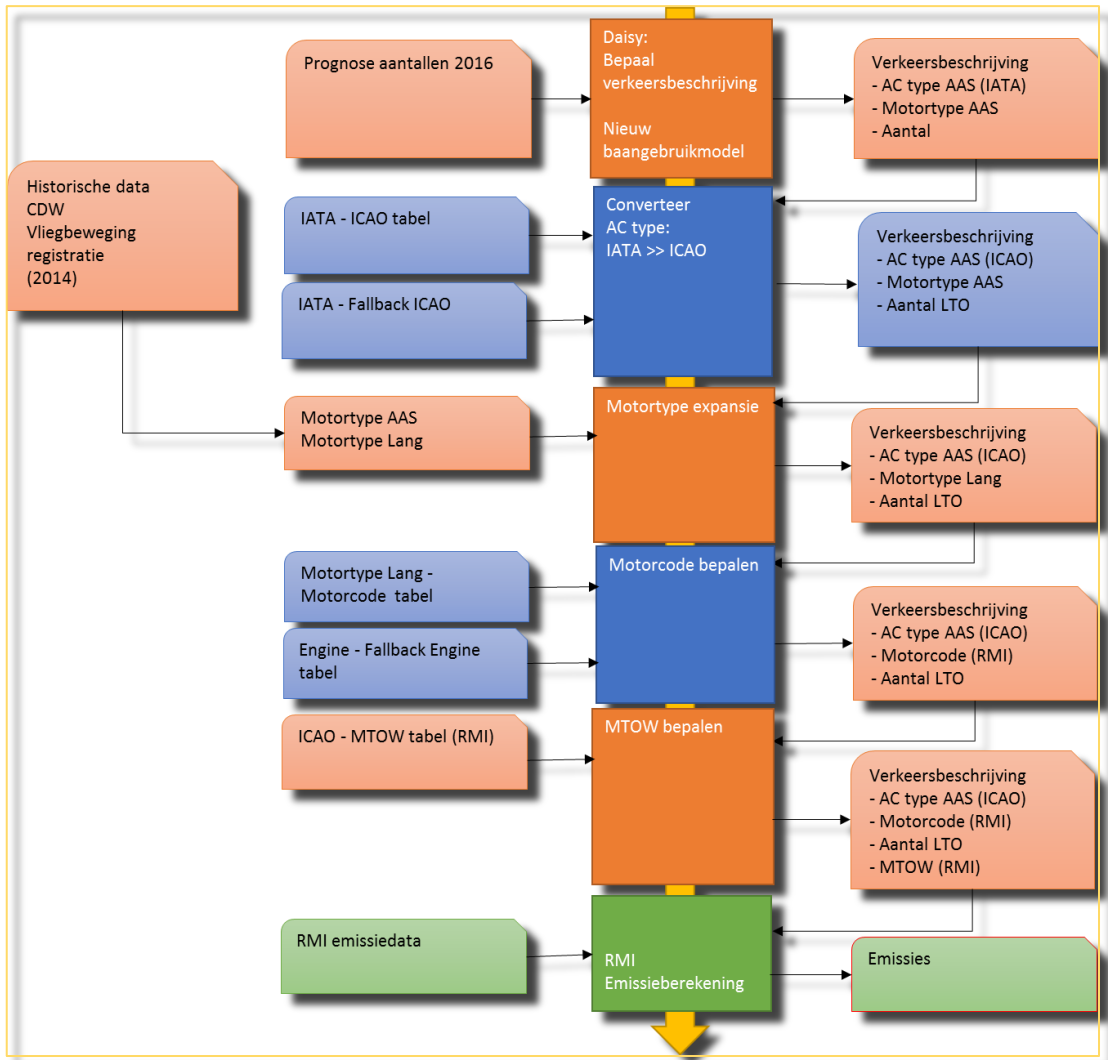 Prognose aantallen 2016
Daisy:
Bepaal
verkeersbeschrijving
Nieuw
baangebruikmodel
Verkeersbeschrijving
- AC type AAS (IATA)
- Motortype AAS
- Aantal
Historische data
CDW
Vliegbeweging
registratie
(2014)
IATA - ICAO tabel
IATA - Fallback ICAO
Converteer
AC type:
IATA >> ICAO
Verkeersbeschrijving
- AC type AAS (ICAO)
- Motortype AAS
- Aantal LTO
Motortype AAS
Motortype Lang
Motortype expansie
Verkeersbeschrijving
- AC type AAS (ICAO)
- Motortype Lang
- Aantal LTO
Motortype Lang -
Motorcode tabel
Engine - Fallback Engine
tabel
Motorcode bepalen
Verkeersbeschrijving
- AC type AAS (ICAO)
- Motorcode (RMI)
- Aantal LTO
ICAO - MTOW tabel (RMI)
MTOW bepalen
Verkeersbeschrijving
- AC type AAS (ICAO)
- Motorcode (RMI)
- Aantal LTO
- MTOW (RMI)
RMI emissiedata
RMI
Emissieberekening
Emissies